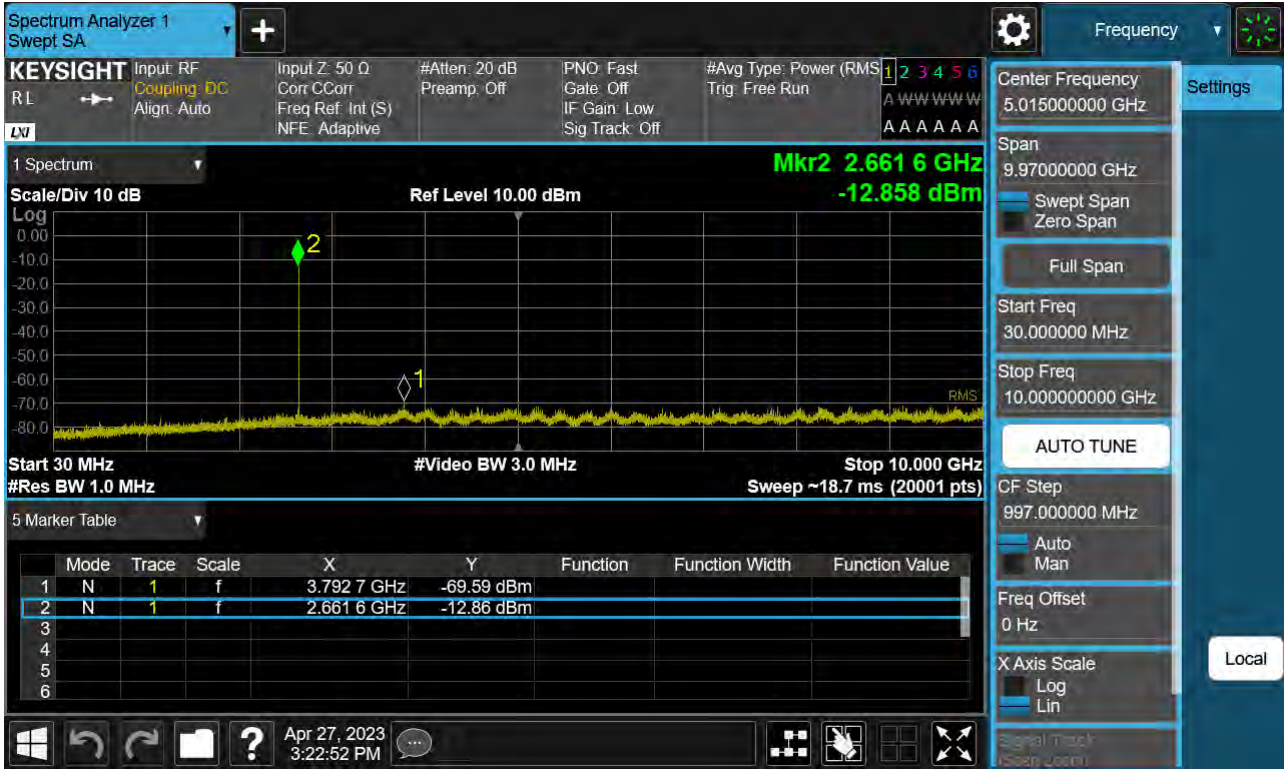 Spectrum Analyzer 1
Swept SA
Frequency
KEYSIGHT
R L
LXI
Input: RF
Coupling: DC
Align: Auto
Input Z: 50 Ω
Corr CCorr
Freq Ref: Int (S)
NFE: Adaptive
#Atten: 20 dB
Preamp: Off
PNO: Fast
Gate: Off
IF Gain: Low
Sig Track: Off
#Avg Type: Power (RMS
Trig: Free Run
1 2 3 4 5 6
A W W W W W
A A A A A A
1 Spectrum
Scale/Div 10 dB
Ref Level 10.00 dBm
Mkr2 2.661 6 GHz
-12.858 dBm
Log
0.00
-10.0
-20.0
-30.0
-40.0
-50.0
-60.0
-70.0
-80.0
2
1
RMS
Start 30 MHz
#Video BW 3.0 MHz
Stop 10.000 GHz
#Res BW 1.0 MHz
Sweep ~18.7 ms (20001 pts)
5 Marker Table
Mode Trace Scale X Y Function Function Width Function Value
1 N 1 f 3.792 7 GHz -69.59 dBm
2 N 1 f 2.661 6 GHz -12.86 dBm
3
4
5
6
Apr 27, 2023
3:22:52 PM
Center Frequency
5.015000000 GHz
Span
9.97000000 GHz
Swept Span
Zero Span
Full Span
Start Freq
30.000000 MHz
Stop Freq
10.000000000 GHz
AUTO TUNE
CF Step
997.000000 MHz
Auto
Man
Freq Offset
0 Hz
X Axis Scale
Log
Lin
Signal Track
(Span Zoom)
Settings
Local